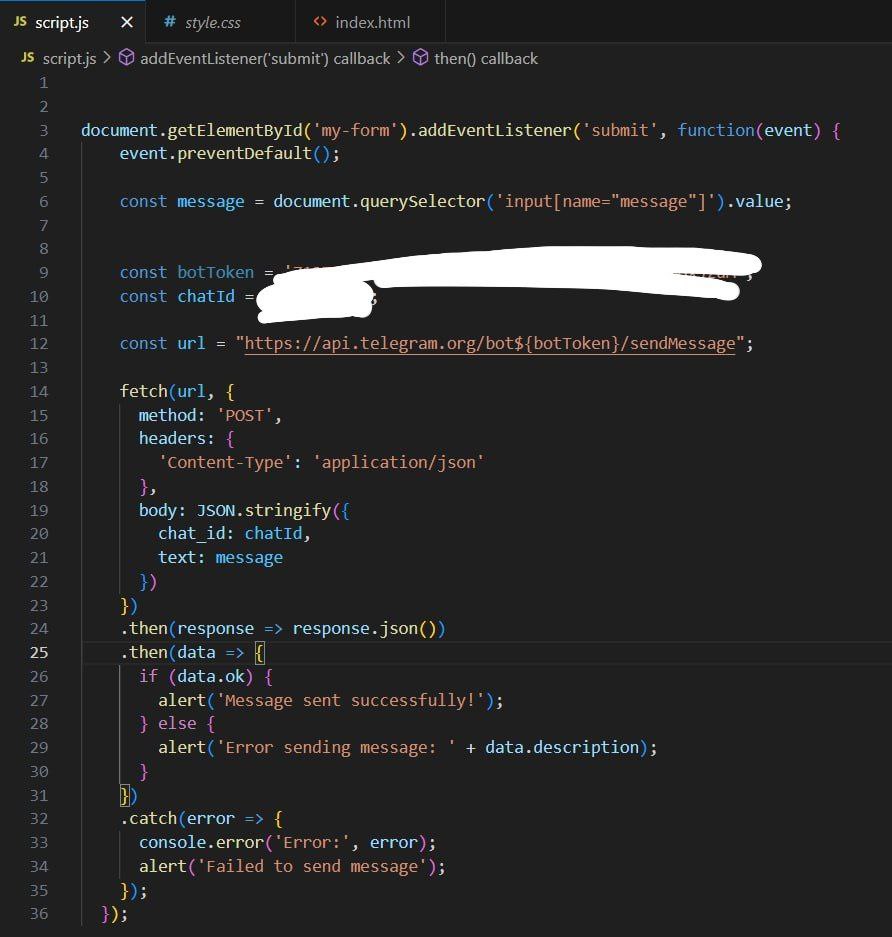 JS script.js × # style.css <> index.html
JS script.js > addEventListener('submit') callback > then() callback
1
2
3 document.getElementById('my-form').addEventListener('submit', function(event) {
4 event.preventDefault();
5
6 const message = document.querySelector('input[name="message"]').value;
7
8
9 const botToken = '
10 const chatId = ;
11
12 const url = "https://api.telegram.org/bot${botToken}/sendMessage";
13
14 fetch(url, {
15 method: 'POST',
16 headers: {
17 'Content-Type': 'application/json'
18 },
19 body: JSON.stringify({
20 chat_id: chatId,
21 text: message
22 })
23 })
24 .then(response => response.json())
25 .then(data => {
26 if (data.ok) {
27 alert('Message sent successfully!');
28 } else {
29 alert('Error sending message: ' + data.description);
30 }
31 })
32 .catch(error => {
33 console.error('Error:', error);
34 alert('Failed to send message');
35 });
36 });